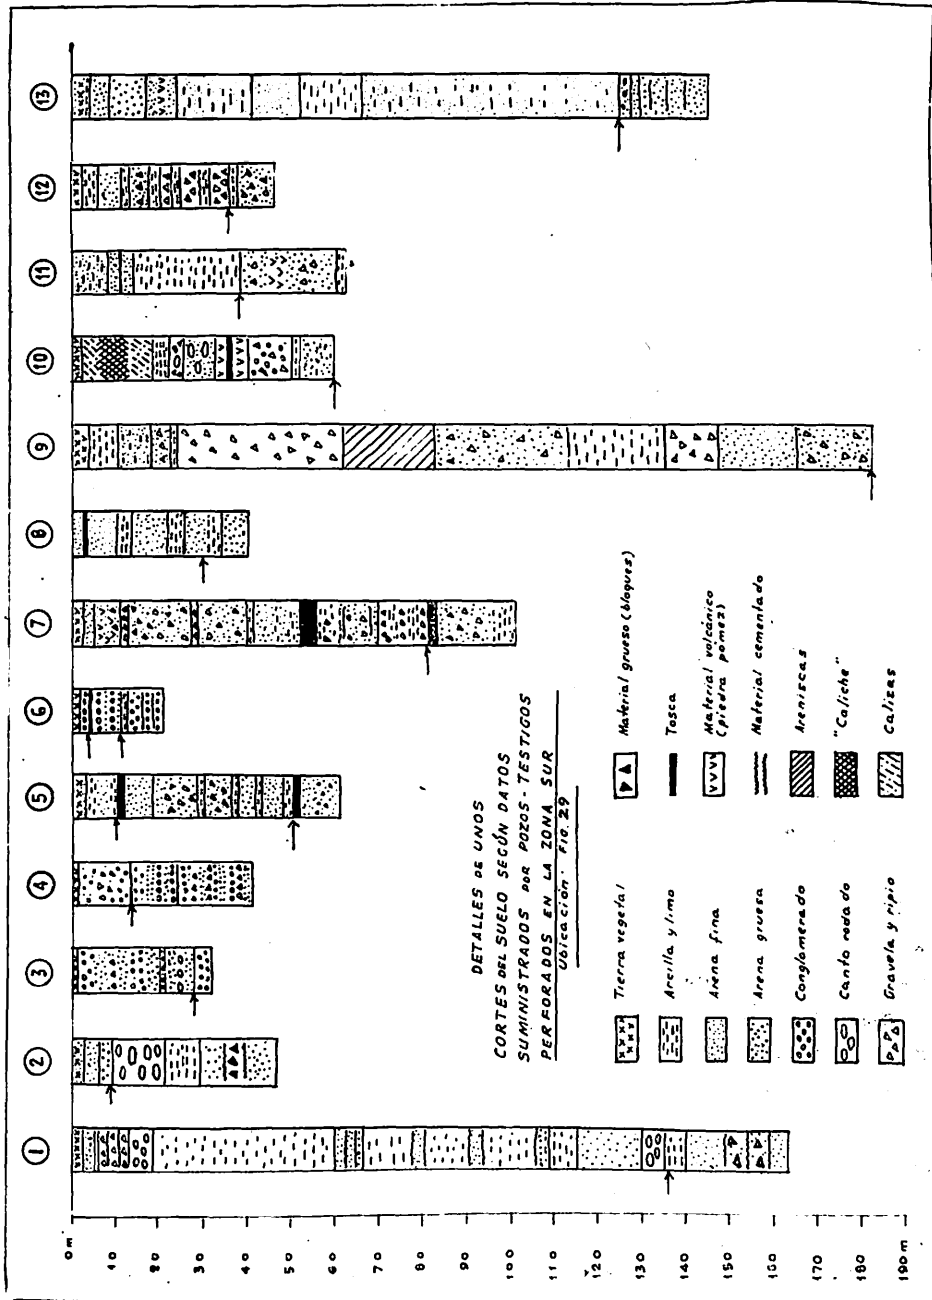 13
12
11
10
9
8
7
6
5
4
3
2
1
DETALLES DE UNOS
CORTES DEL SUELO SEGÚN DATOS
SUMINISTRADOS POR POZOS-TESTIGOS
PERFORADOS EN LA ZONA SUR
Ubicación: FIG. 29
Tierra vegetal
Arcilla y limo
Arena fina
Arena gruesa
Conglomerado
Canto rodado
Gravela y ripio
Material grueso (bloques)
Tosca
Material volcánico
(piedra pómez)
Material cementado
Areniscas
"Caliche"
Calizas
0m
10
20
30
40
50
60
70
80
90
100
110
120
130
140
150
160
170
180
190m